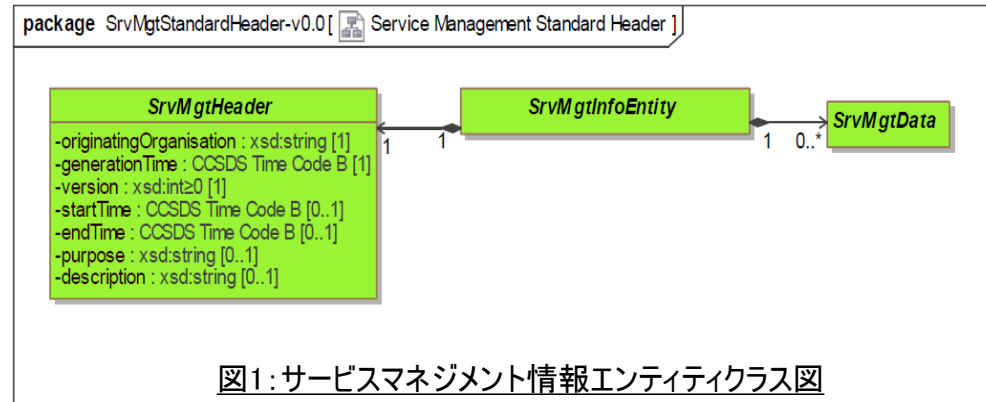 package SrvMgtStandardHeader-v0.0[ Service Management Standard Header ]
SrvMgtHeader
-originatingOrganisation : xsd:string [1]
-generationTime : CCSDS Time Code B [1]
-version : xsd:int≥0 [1]
-startTime : CCSDS Time Code B [0..1]
-endTime : CCSDS Time Code B [0..1]
-purpose : xsd:string [0..1]
-description : xsd:string [0..1]
1
1
SrvMgtInfoEntity
1
0..*
SrvMgtData
図1：サービスマネジメント情報エンティティクラス図